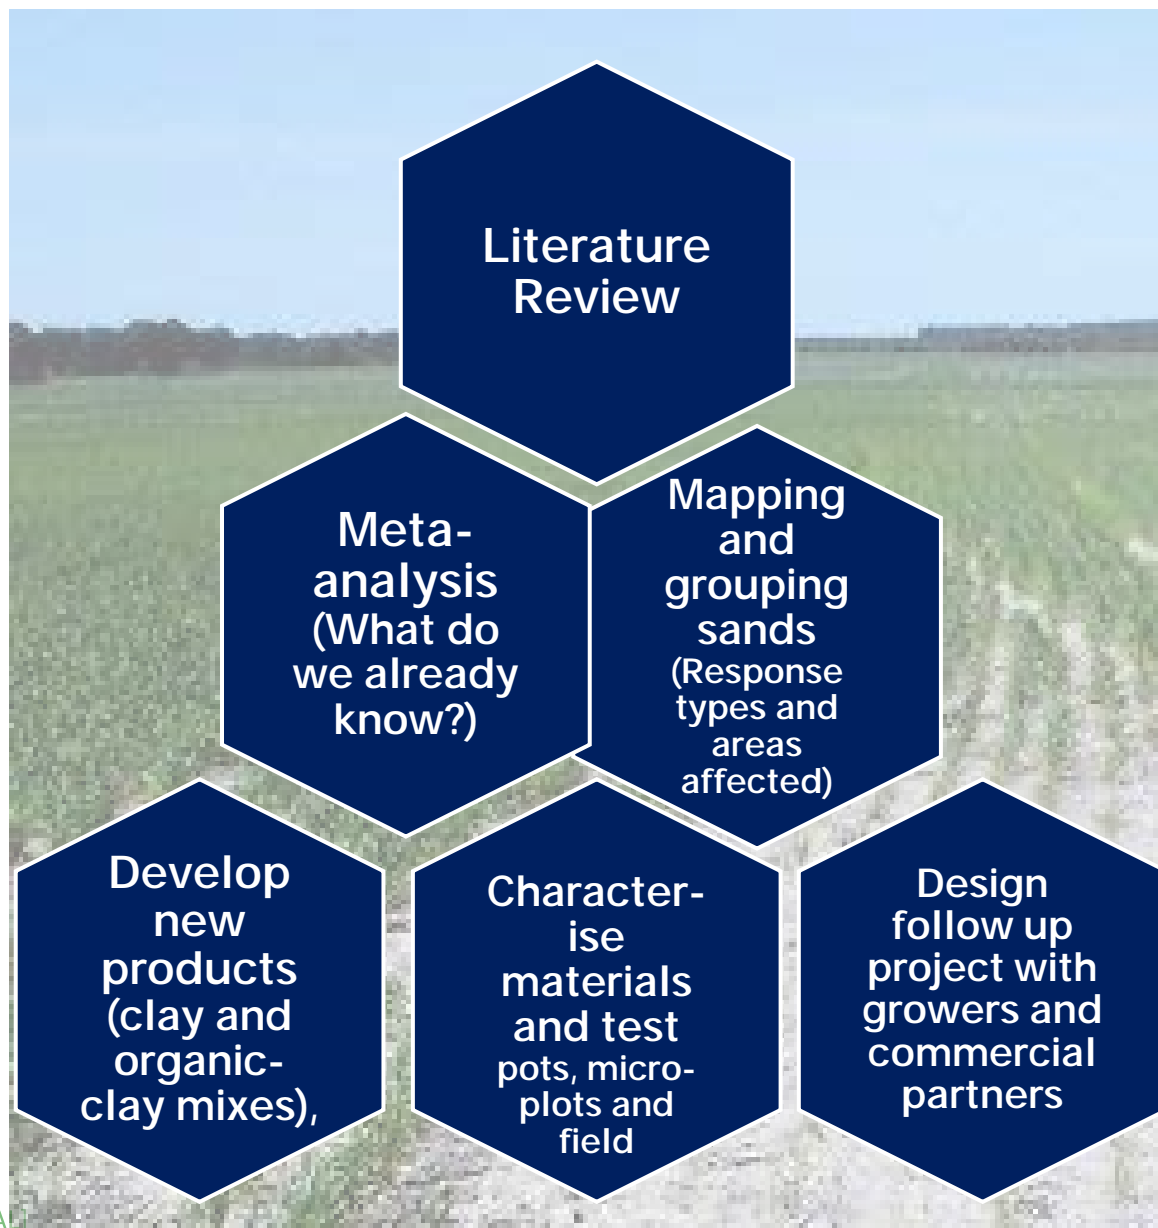 Literature
Review
Meta-
analysis
(What do
we already
know?)
Mapping
and
grouping
sands
(Response
types and
areas
affected)
Develop
new
products
(clay and
organic-
clay mixes),
Character-
ise
materials
and test
pots, micro-
plots and
field
Design
follow up
project with
growers and
commercial
partners